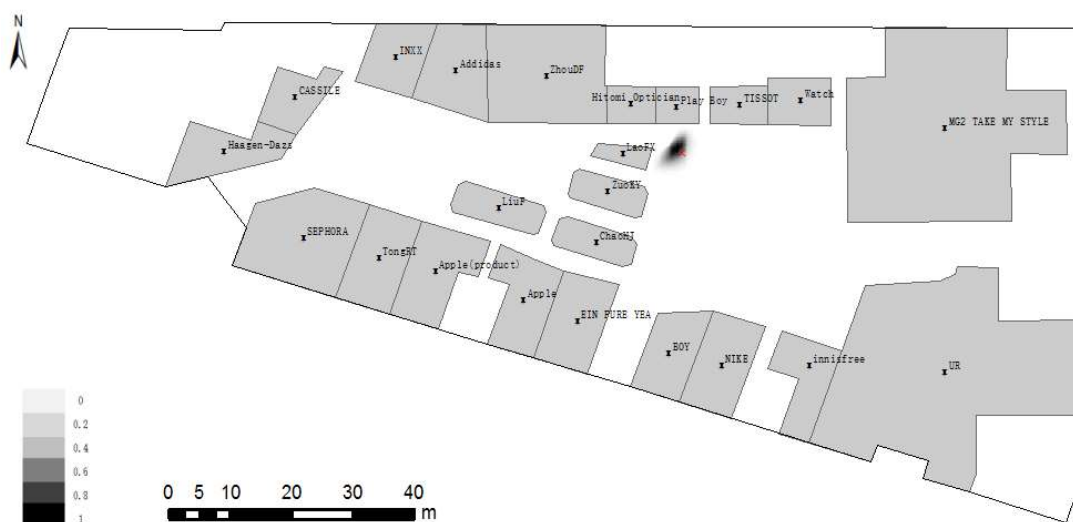 N
INXX
Addidas
ZhouDF
CASSILE
Hitomi Optician
Play Boy
TISSOT
Watch
MG2 TAKE MY STYLE
Haagen-Dazs
LaoFX
ZuoKY
LiuF
ChaoHJ
SEPHORA
TongRT
Apple(product)
Apple
EIN PURE YEA
BOY
NIKE
innisfree
UR
0
0.2
0.4
0.6
0.8
1
0 5 10 20 30 40
m